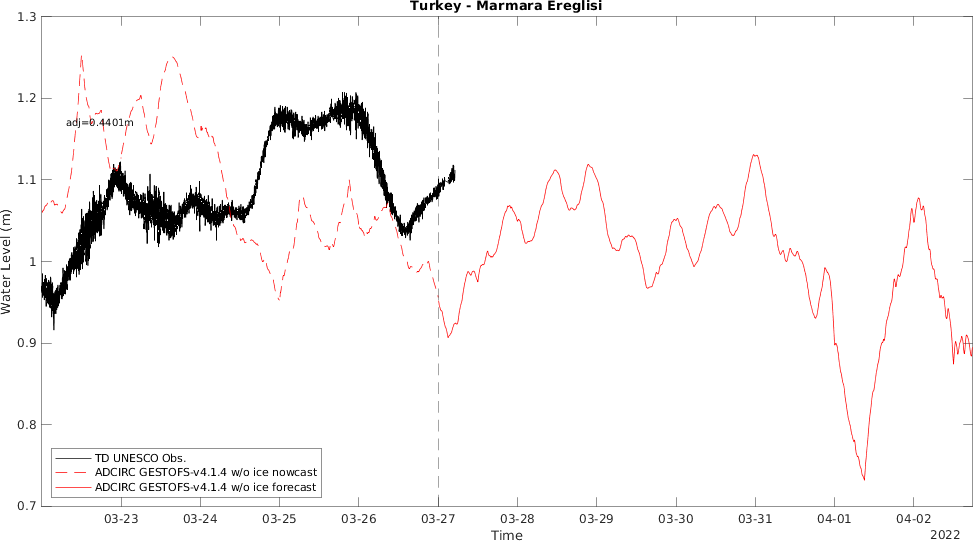 Turkey - Marmara Ereglisi
1.3
1.2
adj=0.4401m
1.1
1
0.9
0.8
0.7
Water Level (m)
TD UNESCO Obs.
ADCIRC GESTOFS-v4.1.4 w/o ice nowcast
ADCIRC GESTOFS-v4.1.4 w/o ice forecast
03-23 03-24 03-25 03-26 03-27 03-28 03-29 03-30 03-31 04-01 04-02
Time
2022